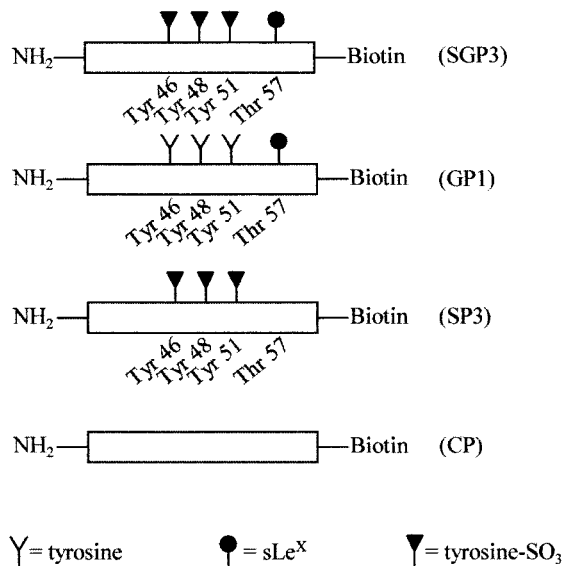 NH₂ Biotin (SGP3)
Tyr 46 Tyr 48 Tyr 51 Thr 57
NH₂ Biotin (GP1)
Tyr 46 Tyr 48 Tyr 51 Thr 57
NH₂ Biotin (SP3)
Tyr 46 Tyr 48 Tyr 51 Thr 57
NH₂ Biotin (CP)
= tyrosine = sLeˣ = tyrosine-SO₃